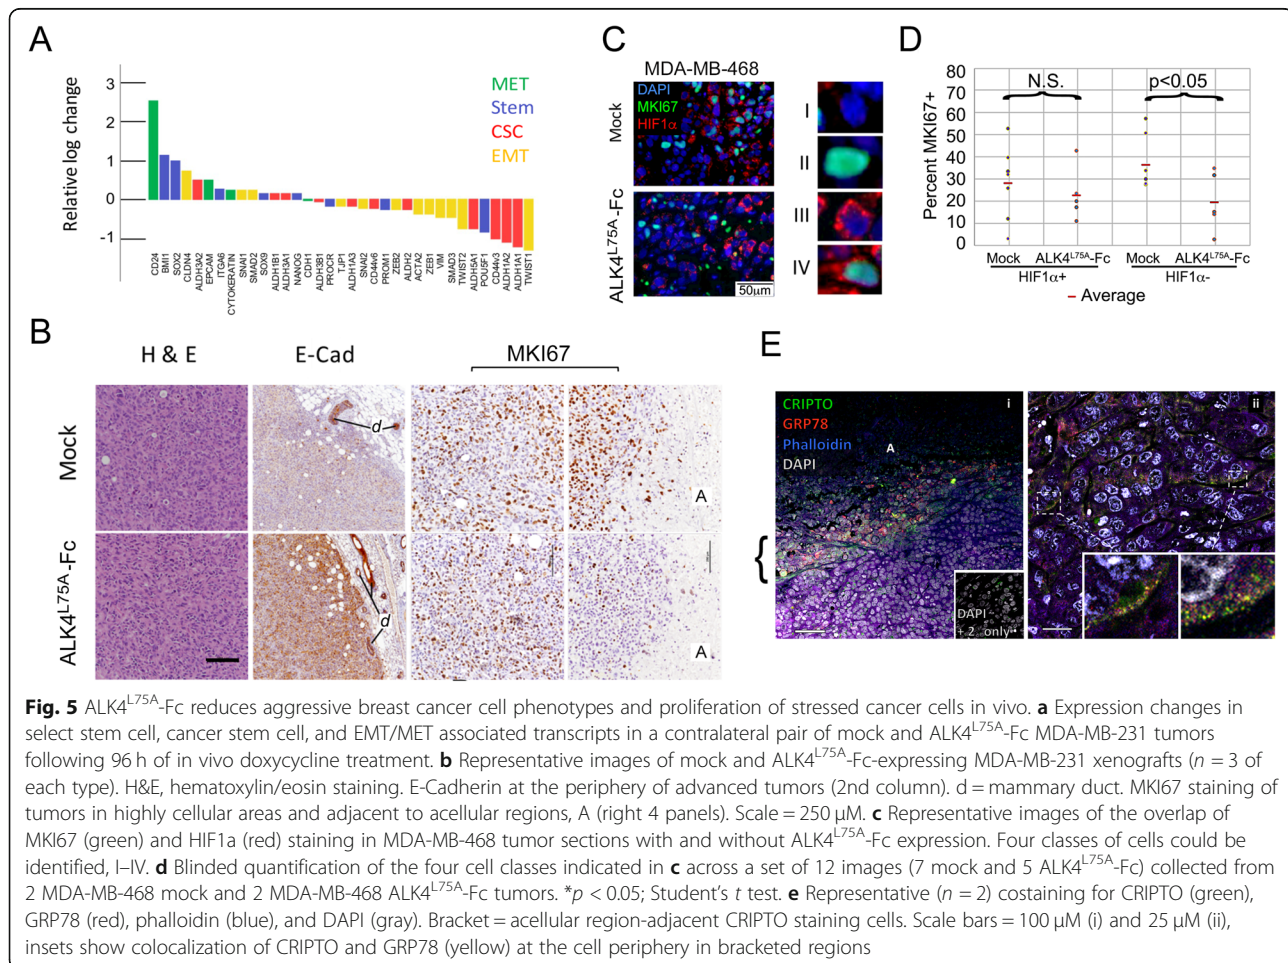 A
Relative log change
3
2
1
0
-1
MET
Stem
CSC
EMT
CD24
BMI1
SOX2
CLDN4
ALDH3A2
EPCAM
ITGA6
CYTOKERATIN
SNAI1
SMAD2
SOX9
ALDH1B1
ALDH3A1
NANOG
CDH1
ALDH3B1
PROCR
TJP1
ALDH1A3
SNAI2
CD44v6
PROM1
ZEB2
ALDH2
ACTA2
ZEB1
VIM
SMAD3
TWIST2
ALDH5A1
POU5F1
CD44v3
ALDH1A2
ALDH1A1
TWIST1
B
H & E
E-Cad
MKI67
Mock
ALK4L75A-Fc
d
d
A
A
C
MDA-MB-468
DAPI
MKI67
HIF1α
Mock
ALK4L75A-Fc
50μm
I
II
III
IV
D
Percent MKI67+
80
70
60
50
40
30
20
10
0
N.S.
p<0.05
Mock ALK4L75A-Fc Mock ALK4L75A-Fc
HIF1α+ HIF1α-
Average
E
CRIPTO
GRP78
Phalloidin
DAPI
i
A
{
DAPI
+ 2° only
ii
Fig. 5 ALK4L75A-Fc reduces aggressive breast cancer cell phenotypes and proliferation of stressed cancer cells in vivo. a Expression changes in
select stem cell, cancer stem cell, and EMT/MET associated transcripts in a contralateral pair of mock and ALK4L75A-Fc MDA-MB-231 tumors
following 96 h of in vivo doxycycline treatment. b Representative images of mock and ALK4L75A-Fc-expressing MDA-MB-231 xenografts (n = 3 of
each type). H&E, hematoxylin/eosin staining. E-Cadherin at the periphery of advanced tumors (2nd column). d = mammary duct. MKI67 staining of
tumors in highly cellular areas and adjacent to acellular regions, A (right 4 panels). Scale = 250 μM. c Representative images of the overlap of
MKI67 (green) and HIF1a (red) staining in MDA-MB-468 tumor sections with and without ALK4L75A-Fc expression. Four classes of cells could be
identified, I–IV. d Blinded quantification of the four cell classes indicated in c across a set of 12 images (7 mock and 5 ALK4L75A-Fc) collected from
2 MDA-MB-468 mock and 2 MDA-MB-468 ALK4L75A-Fc tumors. *p < 0.05; Student's t test. e Representative (n = 2) costaining for CRIPTO (green),
GRP78 (red), phalloidin (blue), and DAPI (gray). Bracket = acellular region-adjacent CRIPTO staining cells. Scale bars = 100 μM (i) and 25 μM (ii),
insets show colocalization of CRIPTO and GRP78 (yellow) at the cell periphery in bracketed regions